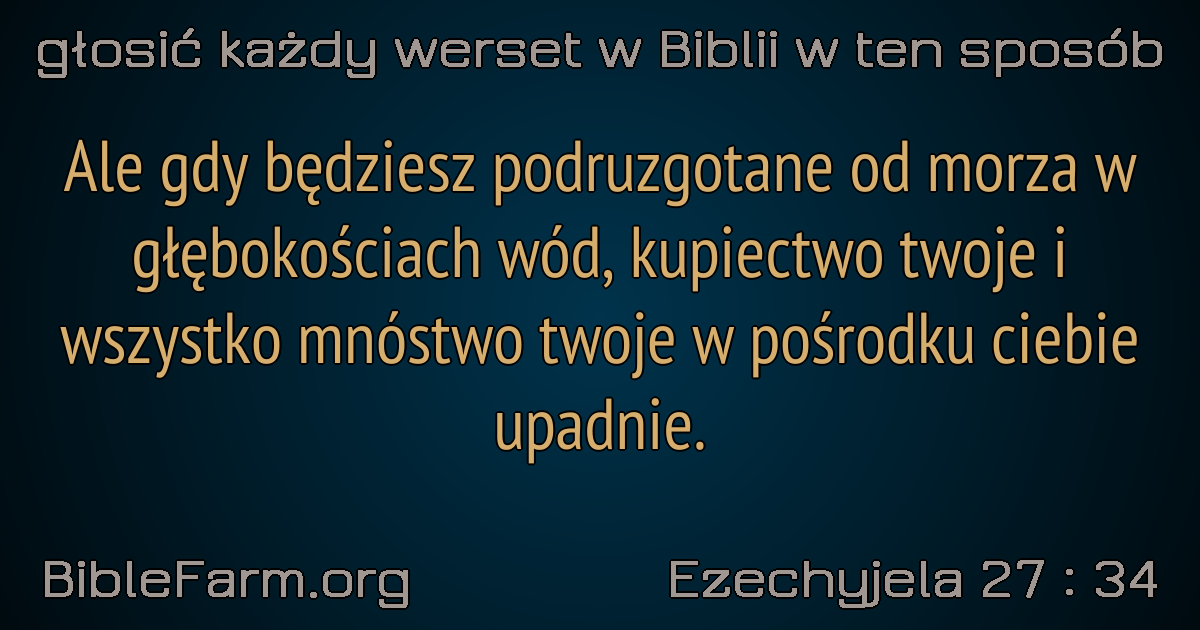 głosić każdy werset w Biblii w ten sposób
Ale gdy będziesz podruzgotane od morza w
głębokościach wód, kupiectwo twoje i
wszystko mnóstwo twoje w pośrodku ciebie
upadnie.
BibleFarm.org
Ezechyjela 27 : 34